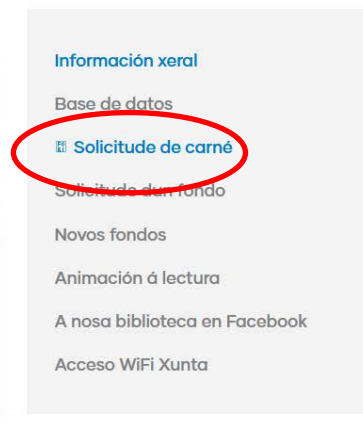 Información xeral
Base de datos
Solicitude de carné
Solicitude dun fondo
Novos fondos
Animación á lectura
A nosa biblioteca en Facebook
Acceso WiFi Xunta